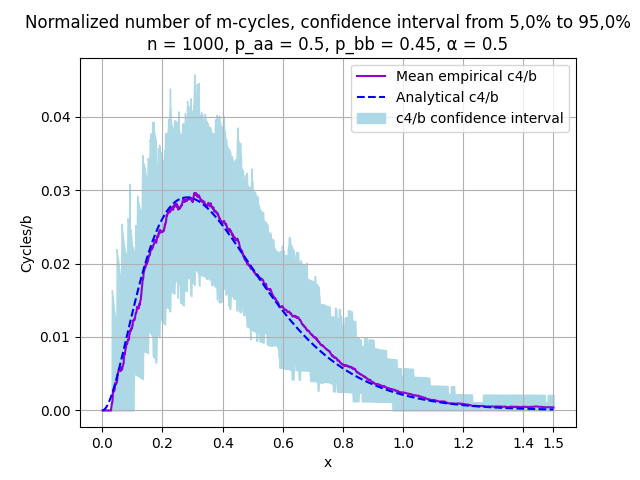 Normalized number of m-cycles, confidence interval from 5,0% to 95,0%
n = 1000, p_aa = 0.5, p_bb = 0.45, α = 0.5
Mean empirical c4/b
Analytical c4/b
c4/b confidence interval
Cycles/b
0.04
0.03
0.02
0.01
0.00
0.0 0.2 0.4 0.6 0.8 1.0 1.2 1.4 1.5
x